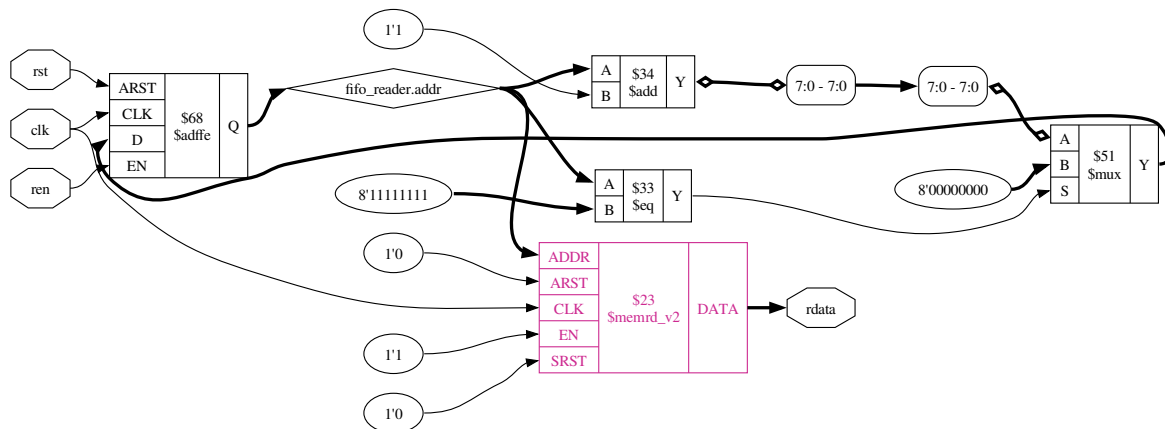 rst
clk
ren
ARST
CLK
D
EN
$68
$adffe
Q
1'1
fifo_reader.addr
A
B
$34
$add
Y
7:0 - 7:0
7:0 - 7:0
8'11111111
A
B
$33
$eq
Y
8'00000000
A
B
S
$51
$mux
Y
1'0
1'1
1'0
ADDR
ARST
CLK
EN
SRST
$23
$memrd_v2
DATA
rdata